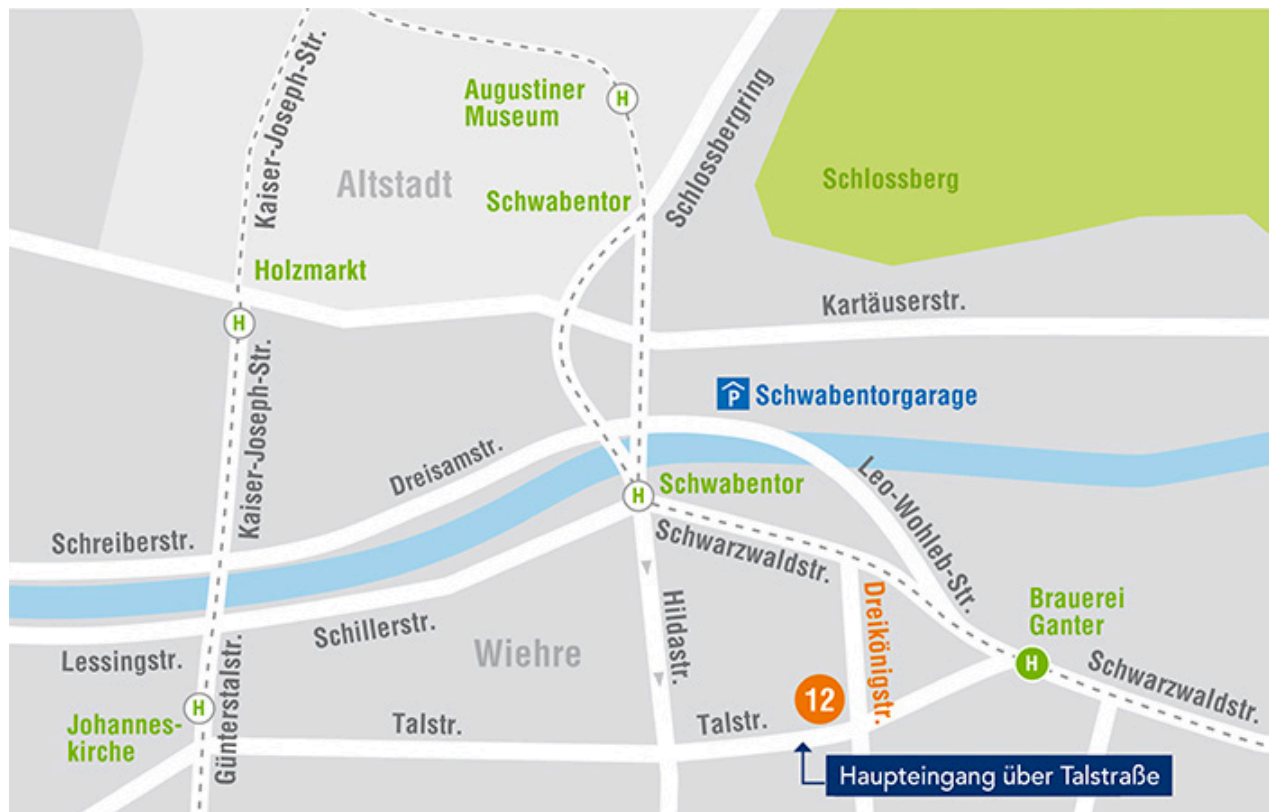 Kaiser-Joseph-Str.
Augustiner
Museum
H
Schlossbergring
Altstadt
Schwabentor
Schlossberg
Holzmarkt
H
Kartäuserstr.
Kaiser-Joseph-Str.
P
Schwabentorgarage
Dreisamstr.
H
Schwabentor
Leo-Wohleb-Str.
Schreiberstr.
Schwarzwaldstr.
Hildastr.
Dreikönigstr.
Brauerei
Ganter
H
Schillerstr.
Wiehre
Lessingstr.
Schwarzwaldstr.
Günterstalstr.
H
12
Johannes-
kirche
Talstr.
Talstr.
Haupteingang über Talstraße